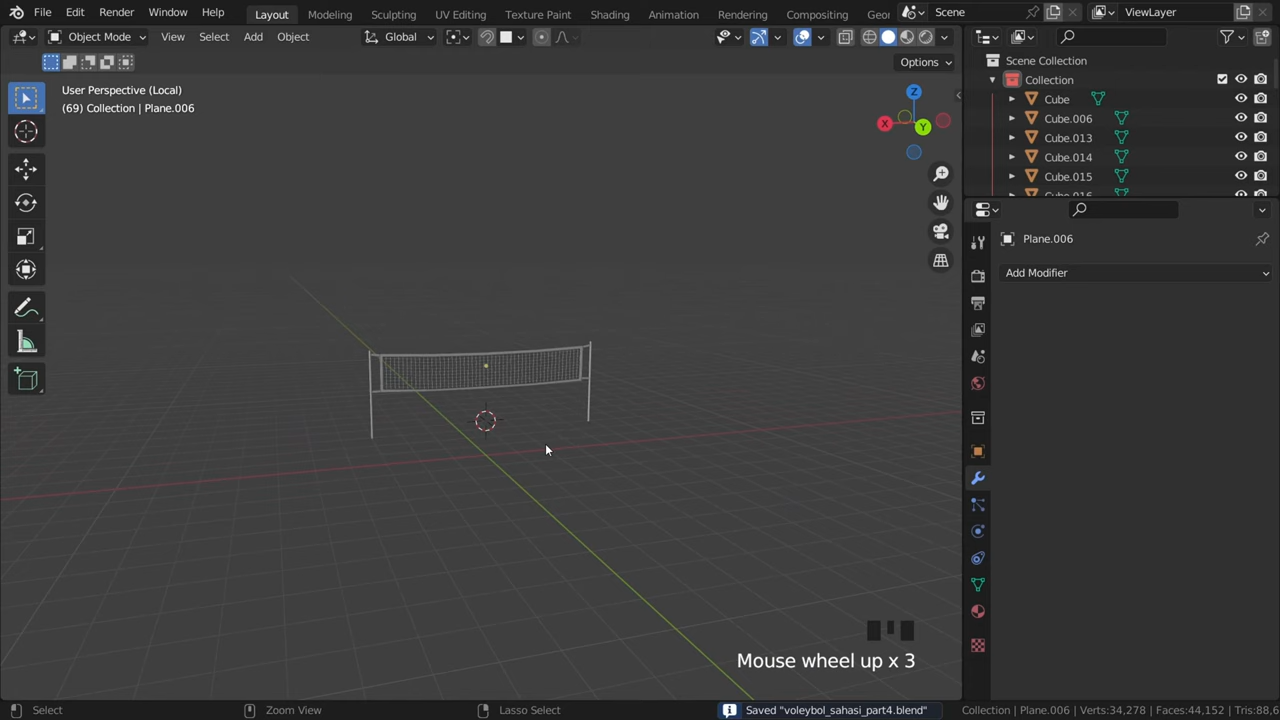 File Edit Render Window Help Layout Modeling Sculpting UV Editing Texture Paint Shading Animation Rendering Compositing Geo Scene ViewLayer
Object Mode View Select Add Object Global
Options
User Perspective (Local)
(69) Collection | Plane.006
Z
X
Y
Scene Collection
Collection
Cube
Cube.006
Cube.013
Cube.014
Cube.015
Cube.016
Plane.006
Add Modifier
Mouse wheel up x 3
Select Zoom View Lasso Select Saved "voleybol_sahasi_part4.blend" Collection | Plane.006 Verts:34,278 | Faces:44,152 | Tris:88,6